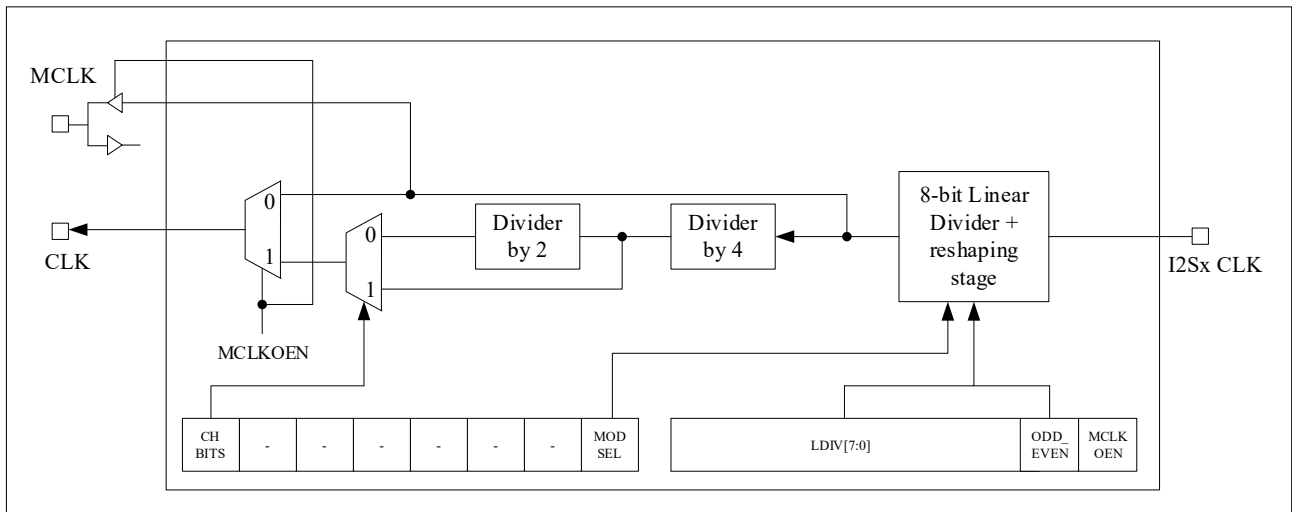 MCLK
CLK
0
1
MCLKOEN
0
1
Divider
by 2
Divider
by 4
8-bit Linear
Divider +
reshaping
stage
I2Sx CLK
CH
BITS
-
-
-
-
-
-
MOD
SEL
LDIV[7:0]
ODD_
EVEN
MCLK
OEN